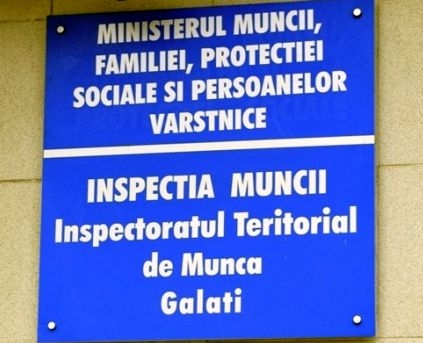 MINISTERUL MUNCII,
FAMILIEI, PROTECTIEI
SOCIALE SI PERSOANELOR
VARSTNICE
INSPECTIA MUNCII
Inspectoratul Teritorial
de Munca
Galati